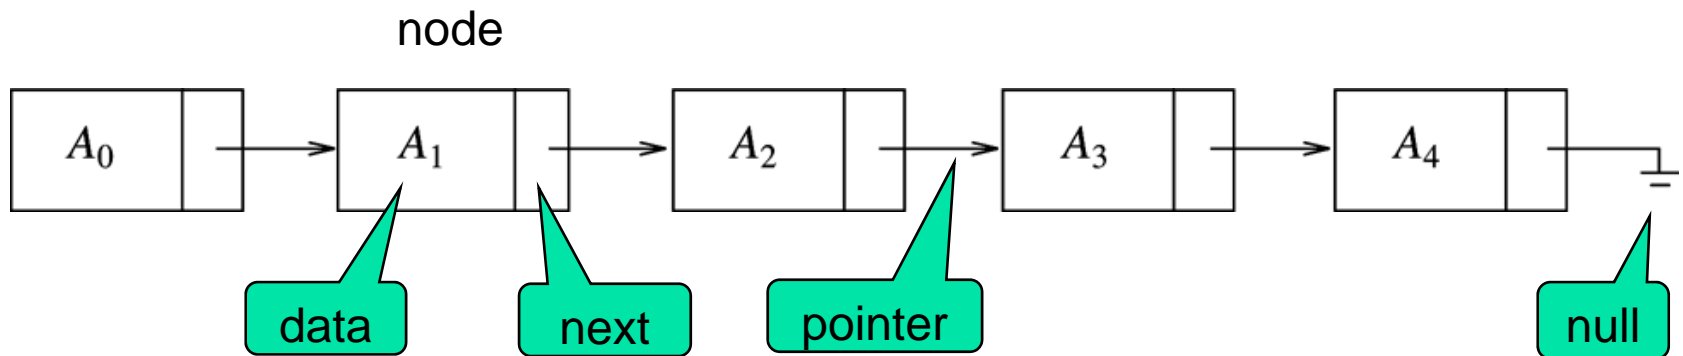 node
A₀ A₁ A₂ A₃ A₄
data next pointer null